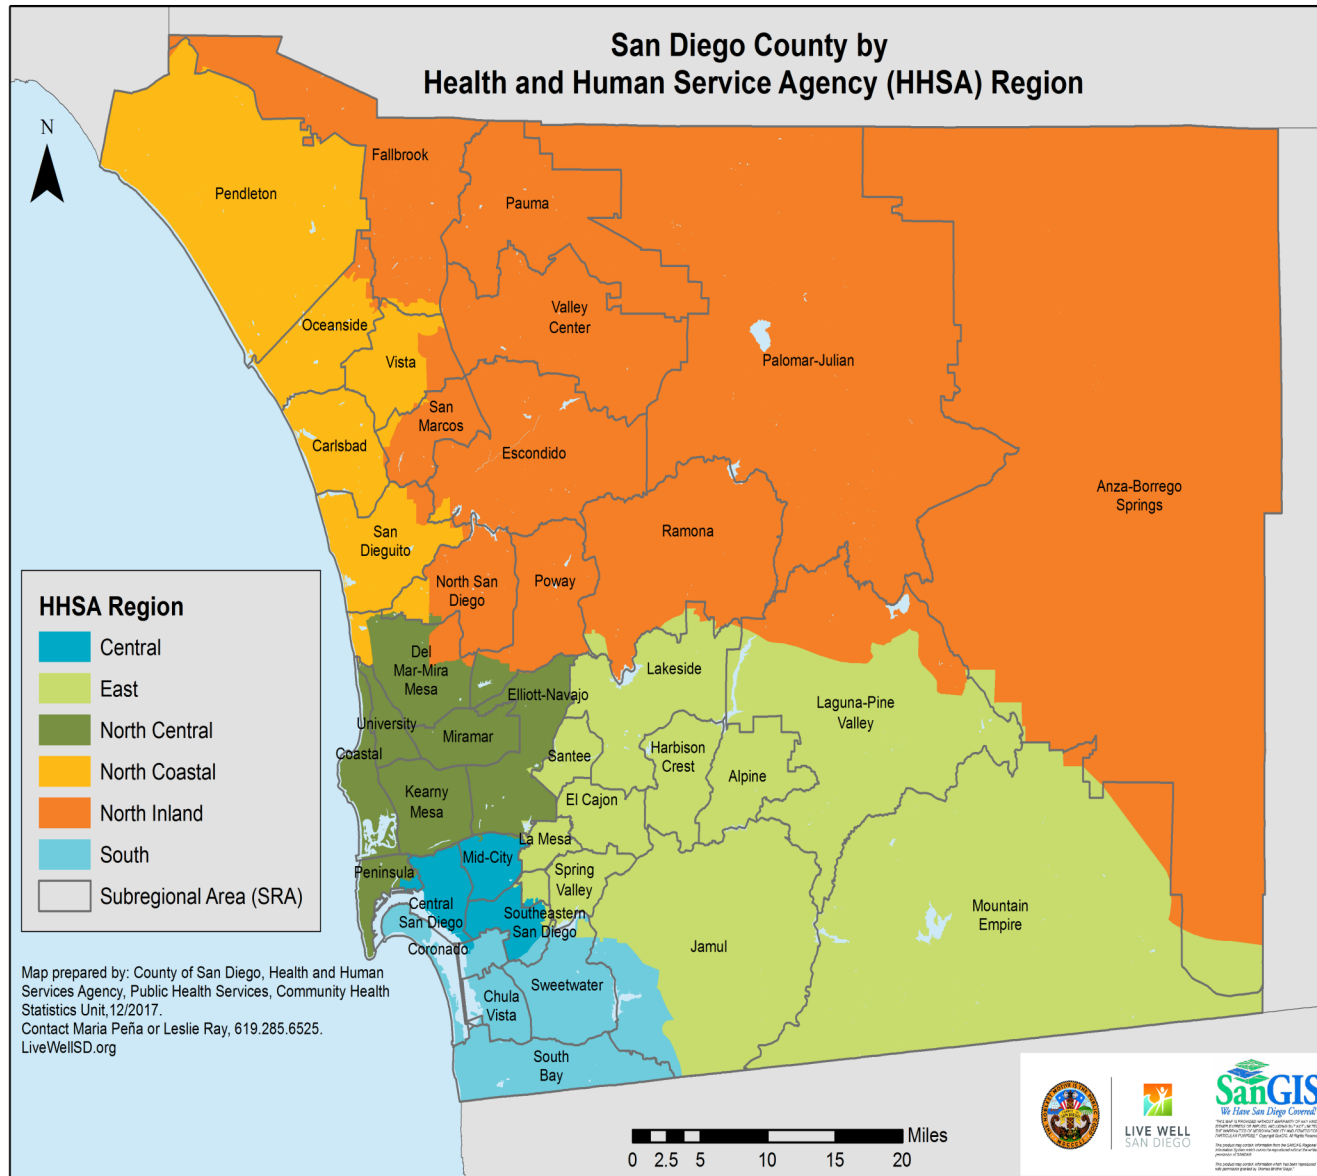 San Diego County by
Health and Human Service Agency (HHSA) Region
N
Fallbrook
Pendleton
Pauma
Valley
Center
Oceanside
Vista
Palomar-Julian
San
Marcos
Carlsbad
Escondido
Anza-Borrego
Springs
San
Dieguito
Ramona
North San
Diego
Poway
HHSA Region
Central
East
North Central
North Coastal
North Inland
South
Subregional Area (SRA)
Del
Mar-Mira
Mesa
Lakeside
Elliott-Navajo
Laguna-Pine
Valley
University
Miramar
Coastal
Santee
Harbison
Crest
Alpine
Kearny
Mesa
El Cajon
La Mesa
Mid-City
Peninsula
Spring
Valley
Central
San Diego
Southeastern
San Diego
Mountain
Empire
Coronado
Jamul
Sweetwater
Chula
Vista
South
Bay
Map prepared by: County of San Diego, Health and Human
Services Agency, Public Health Services, Community Health
Statistics Unit,12/2017.
Contact Maria Peña or Leslie Ray, 619.285.6525.
LiveWellSD.org
Miles
0 2.5 5 10 15 20
LIVE WELL
SAN DIEGO
SanGIS
We Have San Diego Covered!